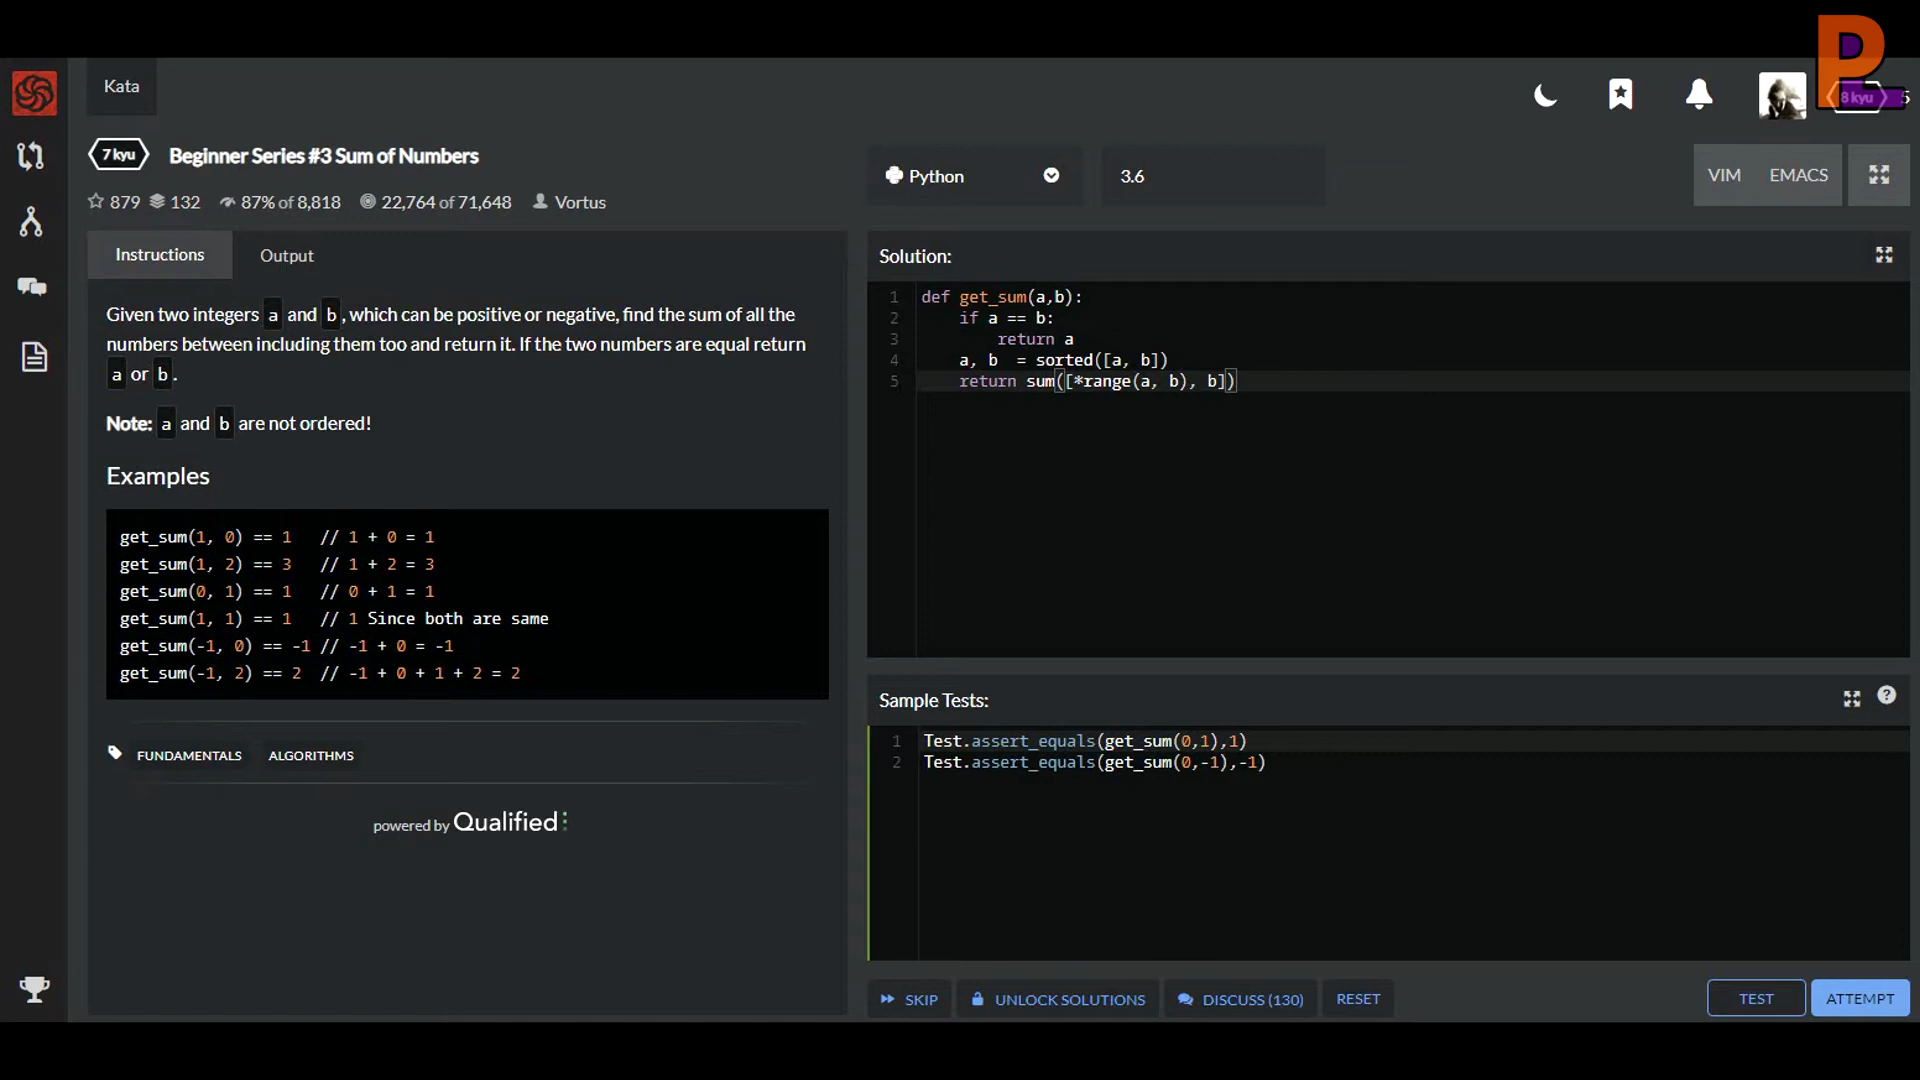 PL
Kata
8 kyu 5
7 kyu Beginner Series #3 Sum of Numbers
879 132 87% of 8,818 22,764 of 71,648 Vortus
Python 3.6 VIM EMACS
Instructions Output
Given two integers a and b, which can be positive or negative, find the sum of all the
numbers between including them too and return it. If the two numbers are equal return
a or b.
Note: a and b are not ordered!
Examples
get_sum(1, 0) == 1 // 1 + 0 = 1
get_sum(1, 2) == 3 // 1 + 2 = 3
get_sum(0, 1) == 1 // 0 + 1 = 1
get_sum(1, 1) == 1 // 1 Since both are same
get_sum(-1, 0) == -1 // -1 + 0 = -1
get_sum(-1, 2) == 2 // -1 + 0 + 1 + 2 = 2
FUNDAMENTALS ALGORITHMS
powered by Qualified
Solution:
1 def get_sum(a,b):
2 if a == b:
3 return a
4 a, b = sorted([a, b])
5 return sum([*range(a, b), b])
Sample Tests: ?
1 Test.assert_equals(get_sum(0,1),1)
2 Test.assert_equals(get_sum(0,-1),-1)
SKIP UNLOCK SOLUTIONS DISCUSS (130) RESET TEST ATTEMPT